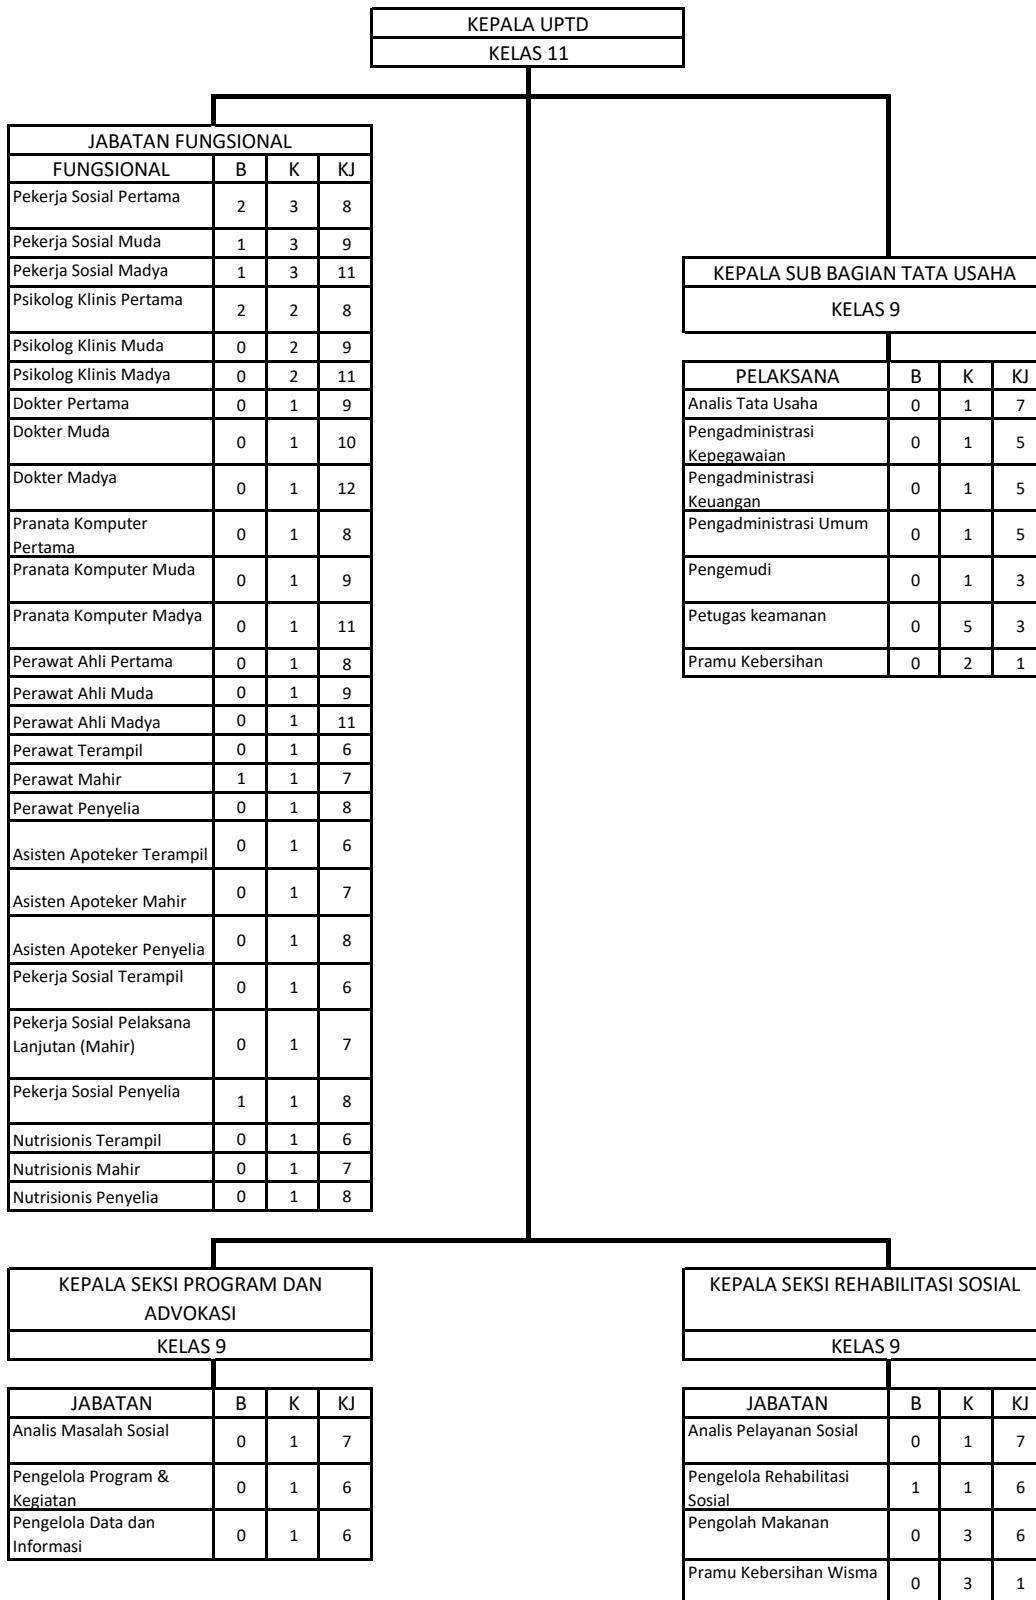 KEPALA UPTD
KELAS 11
JABATAN FUNGSIONAL
FUNGSIONAL B K KJ
Pekerja Sosial Pertama 2 3 8
Pekerja Sosial Muda 1 3 9
Pekerja Sosial Madya 1 3 11
Psikolog Klinis Pertama 2 2 8
Psikolog Klinis Muda 0 2 9
Psikolog Klinis Madya 0 2 11
Dokter Pertama 0 1 9
Dokter Muda 0 1 10
Dokter Madya 0 1 12
Pranata Komputer
Pertama 0 1 8
Pranata Komputer Muda 0 1 9
Pranata Komputer Madya 0 1 11
Perawat Ahli Pertama 0 1 8
Perawat Ahli Muda 0 1 9
Perawat Ahli Madya 0 1 11
Perawat Terampil 0 1 6
Perawat Mahir 1 1 7
Perawat Penyelia 0 1 8
Asisten Apoteker Terampil 0 1 6
Asisten Apoteker Mahir 0 1 7
Asisten Apoteker Penyelia 0 1 8
Pekerja Sosial Terampil 0 1 6
Pekerja Sosial Pelaksana
Lanjutan (Mahir) 0 1 7
Pekerja Sosial Penyelia 1 1 8
Nutrisionis Terampil 0 1 6
Nutrisionis Mahir 0 1 7
Nutrisionis Penyelia 0 1 8
KEPALA SUB BAGIAN TATA USAHA
KELAS 9
PELAKSANA B K KJ
Analis Tata Usaha 0 1 7
Pengadministrasi
Kepegawaian 0 1 5
Pengadministrasi
Keuangan 0 1 5
Pengadministrasi Umum 0 1 5
Pengemudi 0 1 3
Petugas keamanan 0 5 3
Pramu Kebersihan 0 2 1
KEPALA SEKSI PROGRAM DAN
ADVOKASI
KELAS 9
JABATAN B K KJ
Analis Masalah Sosial 0 1 7
Pengelola Program &
Kegiatan 0 1 6
Pengelola Data dan
Informasi 0 1 6
KEPALA SEKSI REHABILITASI SOSIAL
KELAS 9
JABATAN B K KJ
Analis Pelayanan Sosial 0 1 7
Pengelola Rehabilitasi
Sosial 1 1 6
Pengolah Makanan 0 3 6
Pramu Kebersihan Wisma 0 3 1